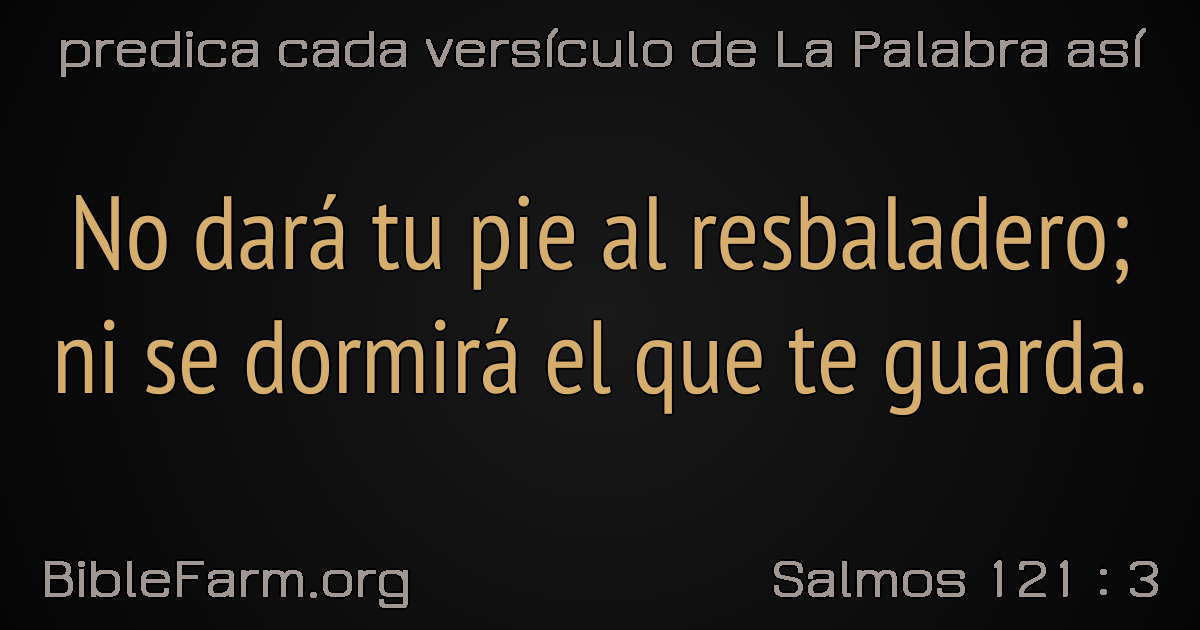 predica cada versículo de La Palabra así
No dará tu pie al resbaladero;
ni se dormirá el que te guarda.
BibleFarm.org
Salmos 121 : 3